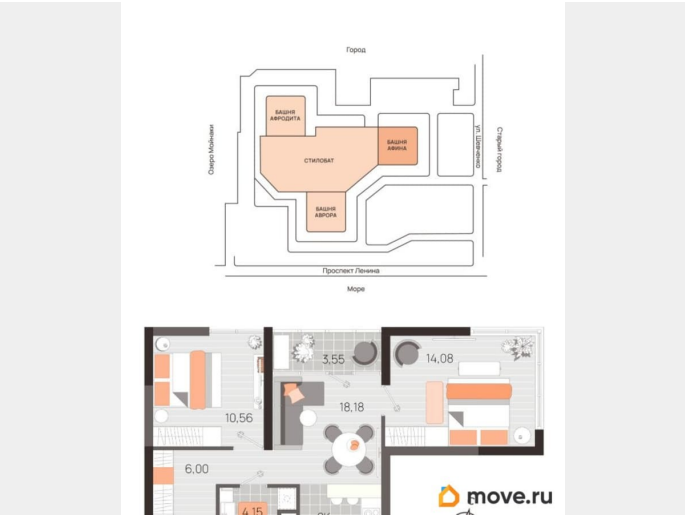 Город
БАШНЯ
АФРОДИТА
Озеро Мойнаки
СТИЛОБАТ
БАШНЯ
АФИНА
ул. Шевченко
Старый город
БАШНЯ
АВРОРА
Проспект Ленина
Море
3,55
14,08
10,56
18,18
6,00
4,15
move.ru